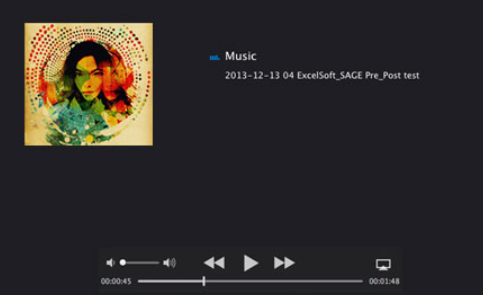 Music
2013-12-13 04 ExcelSoft_SAGE Pre_Post test
00:00:45
00:01:48